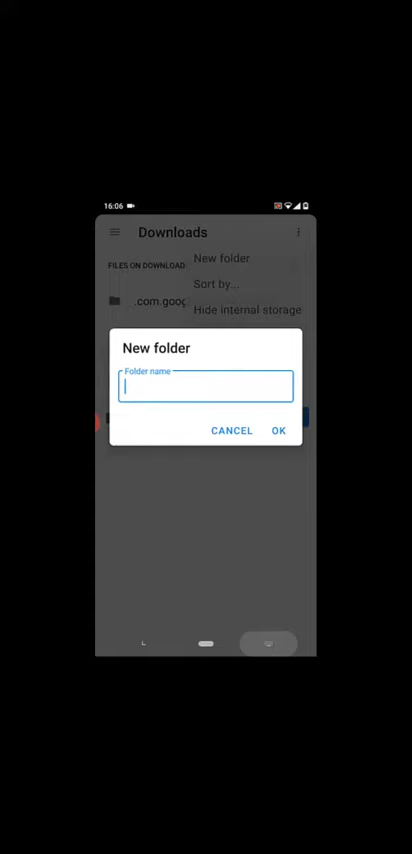 16:06
Downloads
New folder
FILES ON DOWNLOAD
Sort by...
.com.goog
Hide internal storage
New folder
Folder name
CANCEL OK